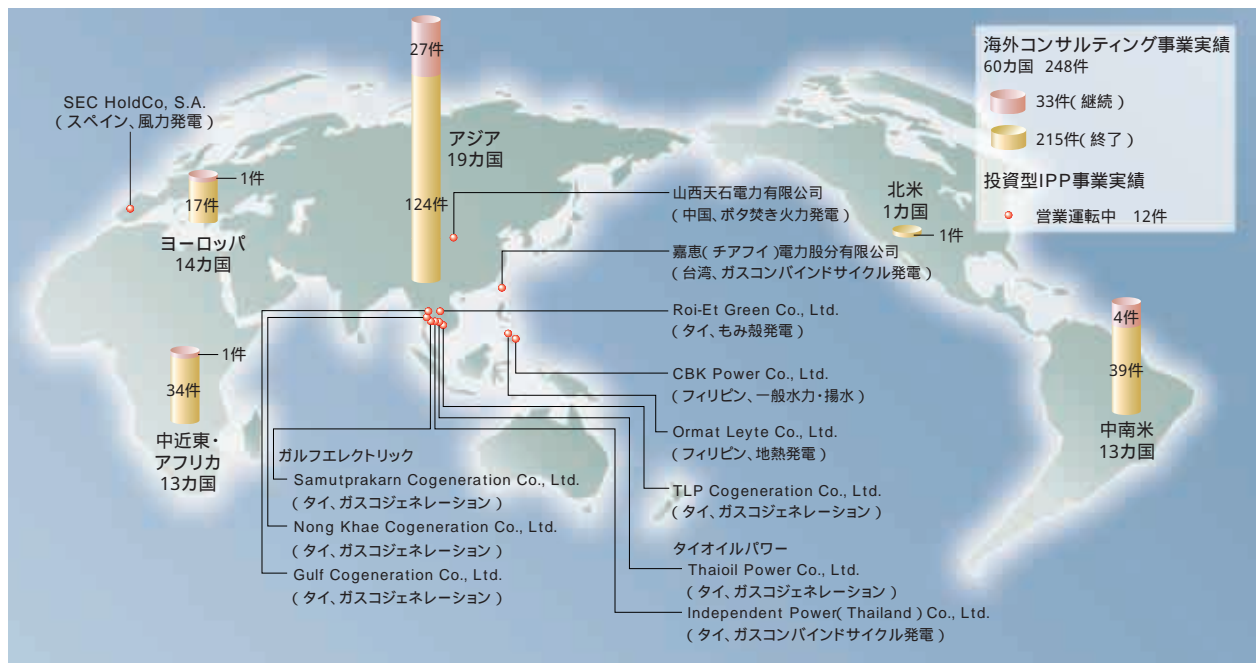 海外コンサルティング事業実績
60カ国 248件
33件(継続)
215件(終了)
投資型IPP事業実績
営業運転中 12件
27件
124件
アジア
19カ国
SEC HoldCo, S.A.
(スペイン、風力発電)
1件
17件
ヨーロッパ
14カ国
1件
34件
中近東・
アフリカ
13カ国
北米
1カ国
1件
4件
39件
中南米
13カ国
山西天石電力有限公司
(中国、ボタ焚き火力発電)
嘉恵(チアフイ)電力股分有限公司
(台湾、ガスコンバインドサイクル発電)
Roi-Et Green Co., Ltd.
(タイ、もみ殻発電)
CBK Power Co., Ltd.
(フィリピン、一般水力・揚水)
Ormat Leyte Co., Ltd.
(フィリピン、地熱発電)
TLP Cogeneration Co., Ltd.
(タイ、ガスコジェネレーション)
タイオイルパワー
Thaioil Power Co., Ltd.
(タイ、ガスコジェネレーション)
Independent Power(Thailand)Co., Ltd.
(タイ、ガスコンバインドサイクル発電)
ガルフエレクトリック
Samutprakarn Cogeneration Co., Ltd.
(タイ、ガスコジェネレーション)
Nong Khae Cogeneration Co., Ltd.
(タイ、ガスコジェネレーション)
Gulf Cogeneration Co., Ltd.
(タイ、ガスコジェネレーション)